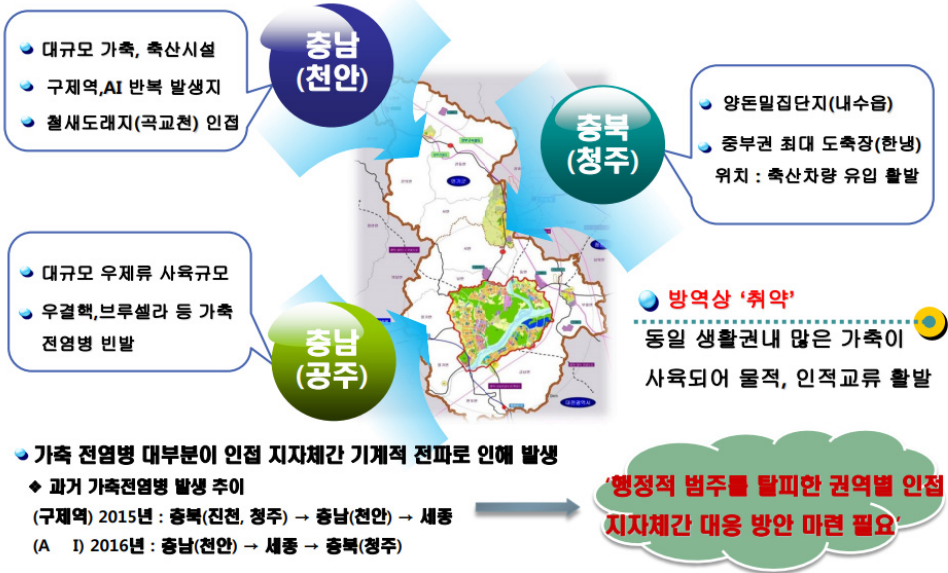 충남
(천안)
대규모 가축, 축산시설
구제역,AI 반복 발생지
철새도래지(곡교천) 인접
충북
(청주)
양돈밀집단지(내수읍)
중부권 최대 도축장(한냉)
위치 : 축산차량 유입 활발
대규모 우제류 사육규모
우결핵,브루셀라 등 가축
전염병 빈발
충남
(공주)
방역상 ‘취약’
동일 생활권내 많은 가축이
사육되어 물적, 인적교류 활발
가축 전염병 대부분이 인접 지자체간 기계적 전파로 인해 발생
❖ 과거 가축전염병 발생 추이
(구제역) 2015년 : 충북(진천, 청주) → 충남(천안) → 세종
(A I) 2016년 : 충남(천안) → 세종 → 충북(청주)
‘행정적 범주를 탈피한 권역별 인접
지자체간 대응 방안 마련 필요’